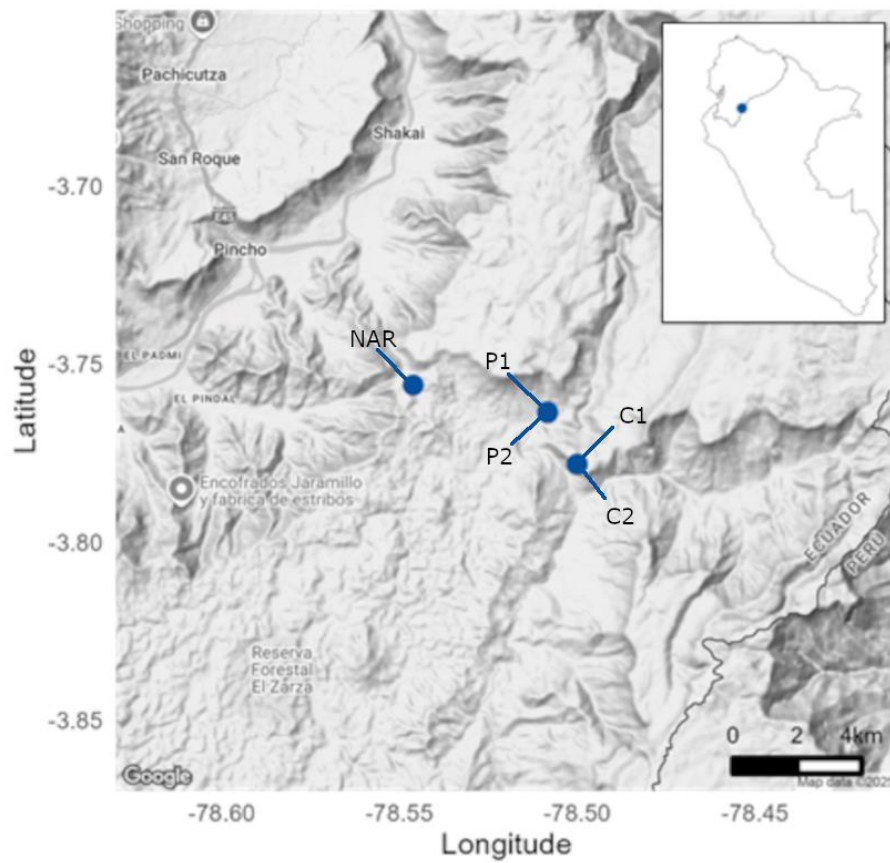 Shopping
Pachicutza
Shakai
San Roque
-3.70
E45
Pincho
NAR
-3.75
P1
EL PADMI
EL PINDAL
C1
A
P2
Latitude
Encofrados Jaramillo
y fabrica de estribos
C2
-3.80
ECUADOR
PERÚ
Reserva
Forestal
El Zarza
-3.85
0 2 4km
Google
Map data ©2025
-78.60 -78.55 -78.50 -78.45
Longitude